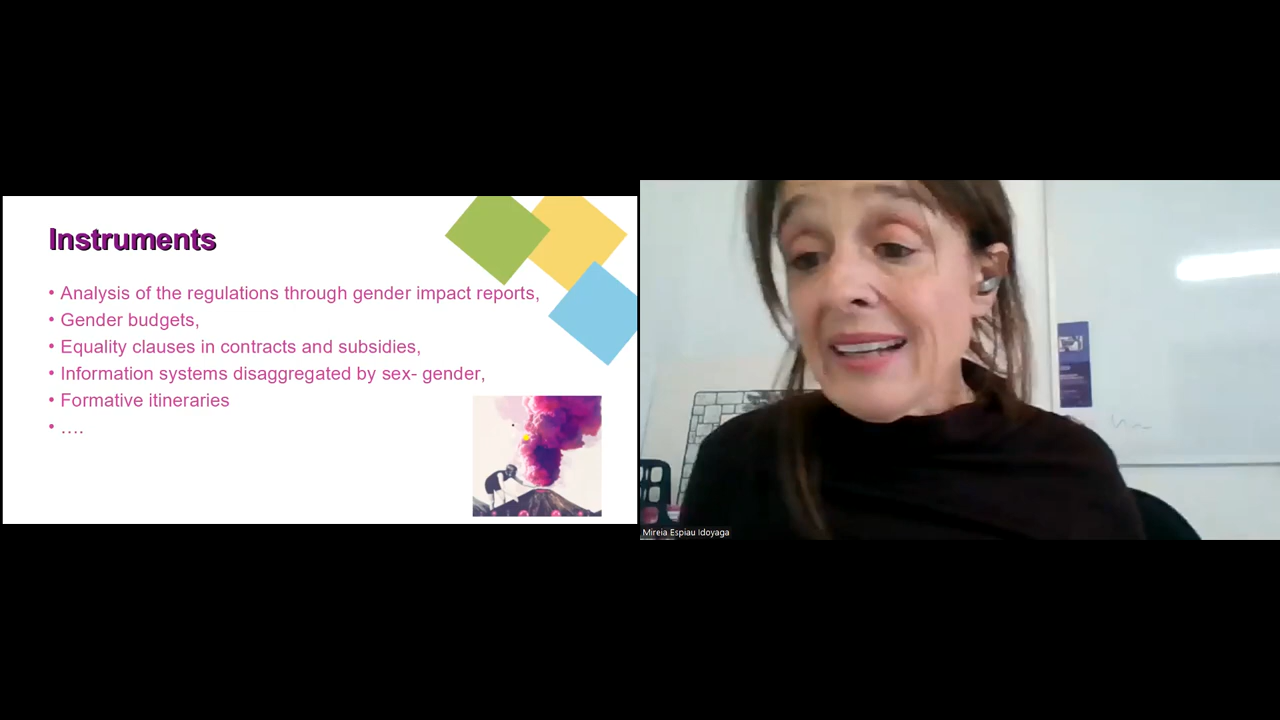 Instruments
• Analysis of the regulations through gender impact reports,
• Gender budgets,
• Equality clauses in contracts and subsidies,
• Information systems disaggregated by sex- gender,
• Formative itineraries
• ....
Mireia Espiau Idoyaga